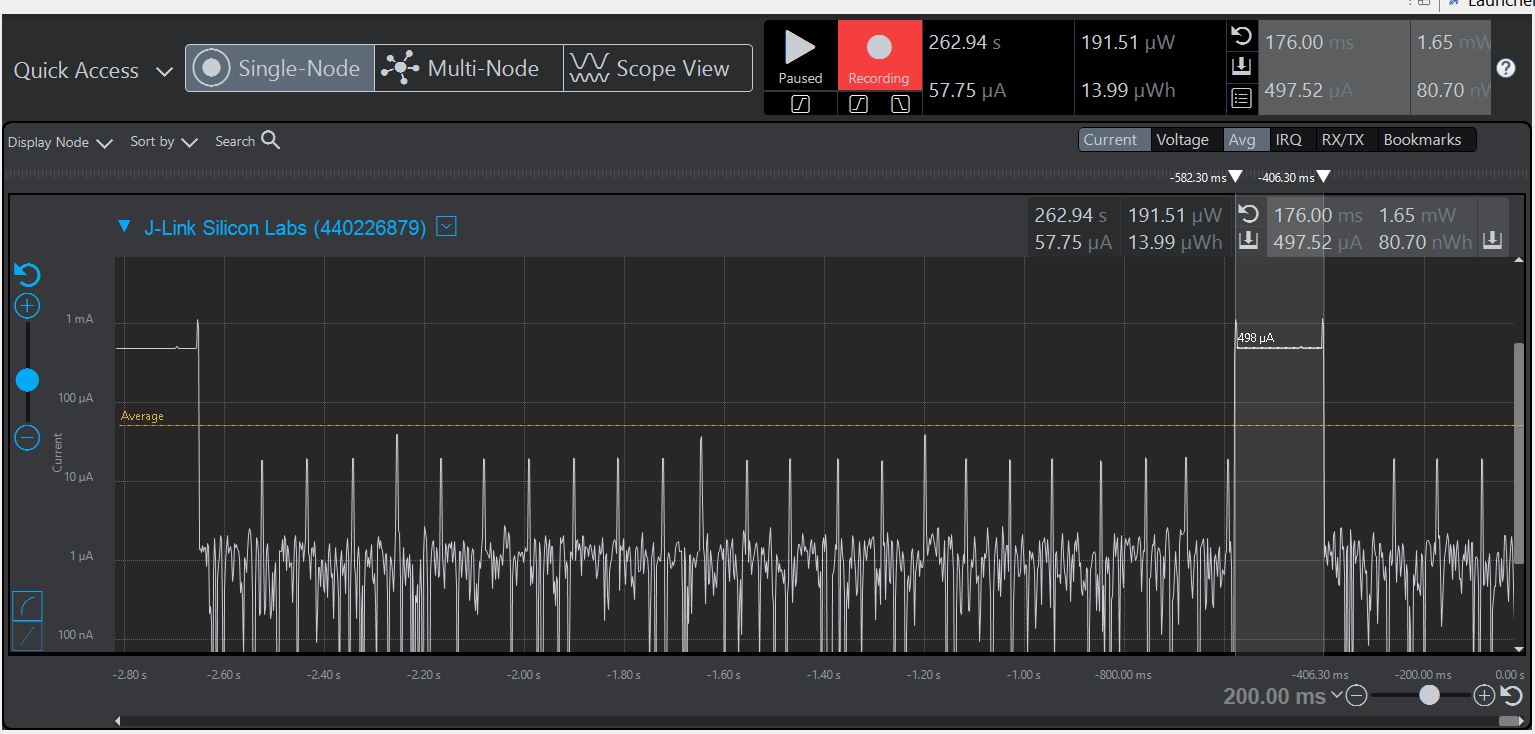 Launcher
Quick Access
Single-Node
Multi-Node
Scope View
Paused
Recording
262.94 s
57.75 µA
191.51 µW
13.99 µWh
176.00 ms
497.52 µA
1.65 mW
80.70 nW
Display Node
Sort by
Search
Current
Voltage
Avg
IRQ
RX/TX
Bookmarks
-582.30 ms
-406.30 ms
J-Link Silicon Labs (440226879)
262.94 s 191.51 µW
57.75 µA 13.99 µWh
176.00 ms 1.65 mW
497.52 µA 80.70 nWh
1 mA
100 µA
10 µA
1 µA
100 nA
Current
Average
498 µA
-2.80 s
-2.60 s
-2.40 s
-2.20 s
-2.00 s
-1.80 s
-1.60 s
-1.40 s
-1.20 s
-1.00 s
-800.00 ms
-406.30 ms
-200.00 ms
0.00 s
200.00 ms